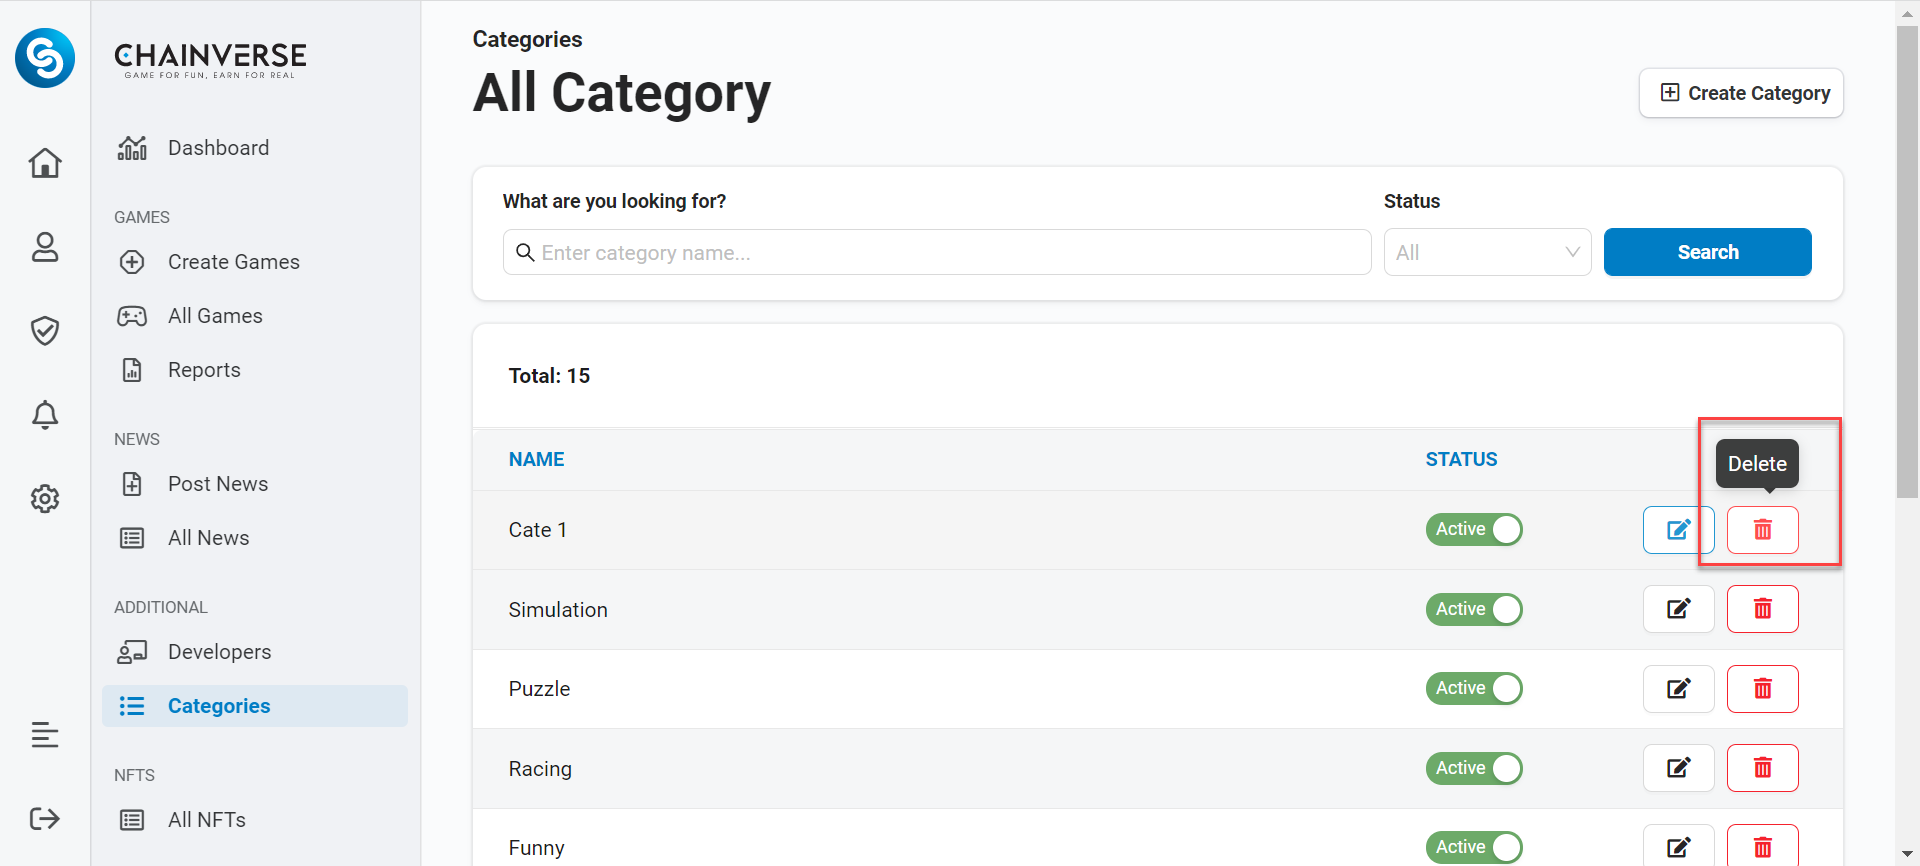 CHAINVERSE
GAME FOR FUN, EARN FOR REAL
Dashboard
GAMES
Create Games
All Games
Reports
NEWS
Post News
All News
ADDITIONAL
Developers
Categories
NFTS
All NFTs
Categories
All Category
Create Category
What are you looking for?
Status
Enter category name...
All
Search
Total: 15
NAME
STATUS
Delete
Cate 1
Active
Simulation
Active
Puzzle
Active
Racing
Active
Funny
Active